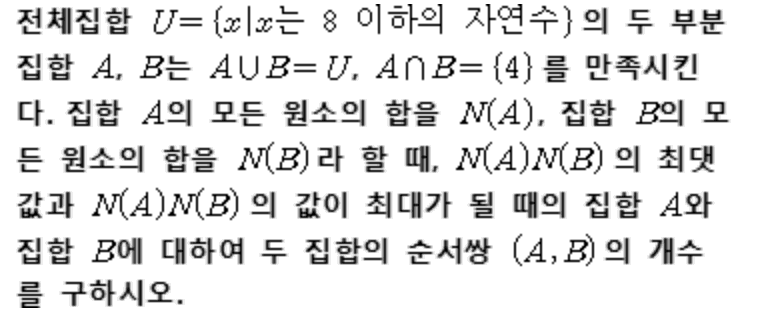 전체집합 U={x|x는 8 이하의 자연수}의 두 부분
집합 A, B는 A∪B=U, A∩B={4}를 만족시킨
다. 집합 A의 모든 원소의 합을 N(A), 집합 B의 모
든 원소의 합을 N(B)라 할 때, N(A)N(B)의 최댓
값과 N(A)N(B)의 값이 최대가 될 때의 집합 A와
집합 B에 대하여 두 집합의 순서쌍 (A, B)의 개수
를 구하시오.